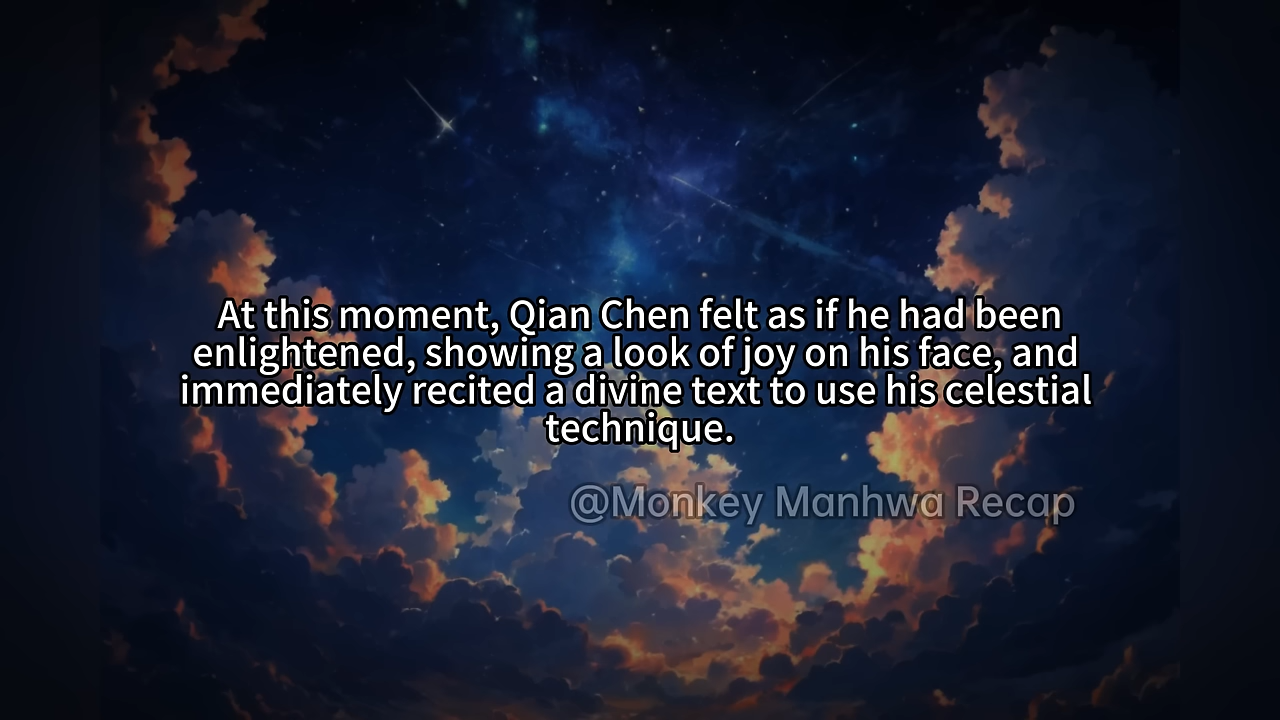 At this moment, Qian Chen felt as if he had been
enlightened, showing a look of joy on his face, and
immediately recited a divine text to use his celestial
technique.
@Monkey Manhwa Recap